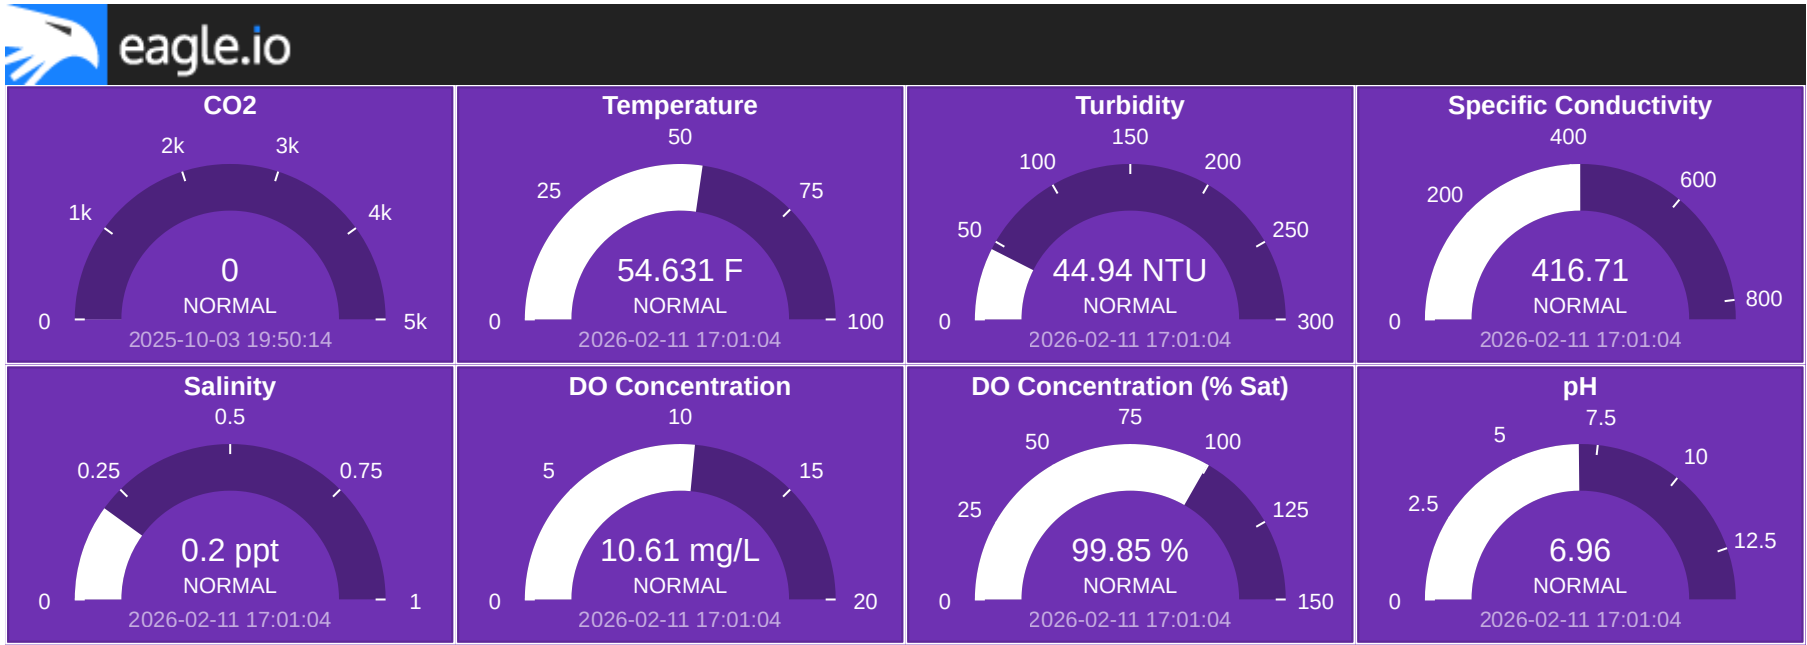 eagle.io
CO2
0
1k
2k
3k
4k
5k
0
NORMAL
2025-10-03 19:50:14
Temperature
0
25
50
75
100
54.631 F
NORMAL
2026-02-11 17:01:04
Turbidity
0
50
100
150
200
250
300
44.94 NTU
NORMAL
2026-02-11 17:01:04
Specific Conductivity
0
200
400
600
800
416.71
NORMAL
2026-02-11 17:01:04
Salinity
0
0.25
0.5
0.75
1
0.2 ppt
NORMAL
2026-02-11 17:01:04
DO Concentration
0
5
10
15
20
10.61 mg/L
NORMAL
2026-02-11 17:01:04
DO Concentration (% Sat)
0
25
50
75
100
125
150
99.85 %
NORMAL
2026-02-11 17:01:04
pH
0
2.5
5
7.5
10
12.5
6.96
NORMAL
2026-02-11 17:01:04